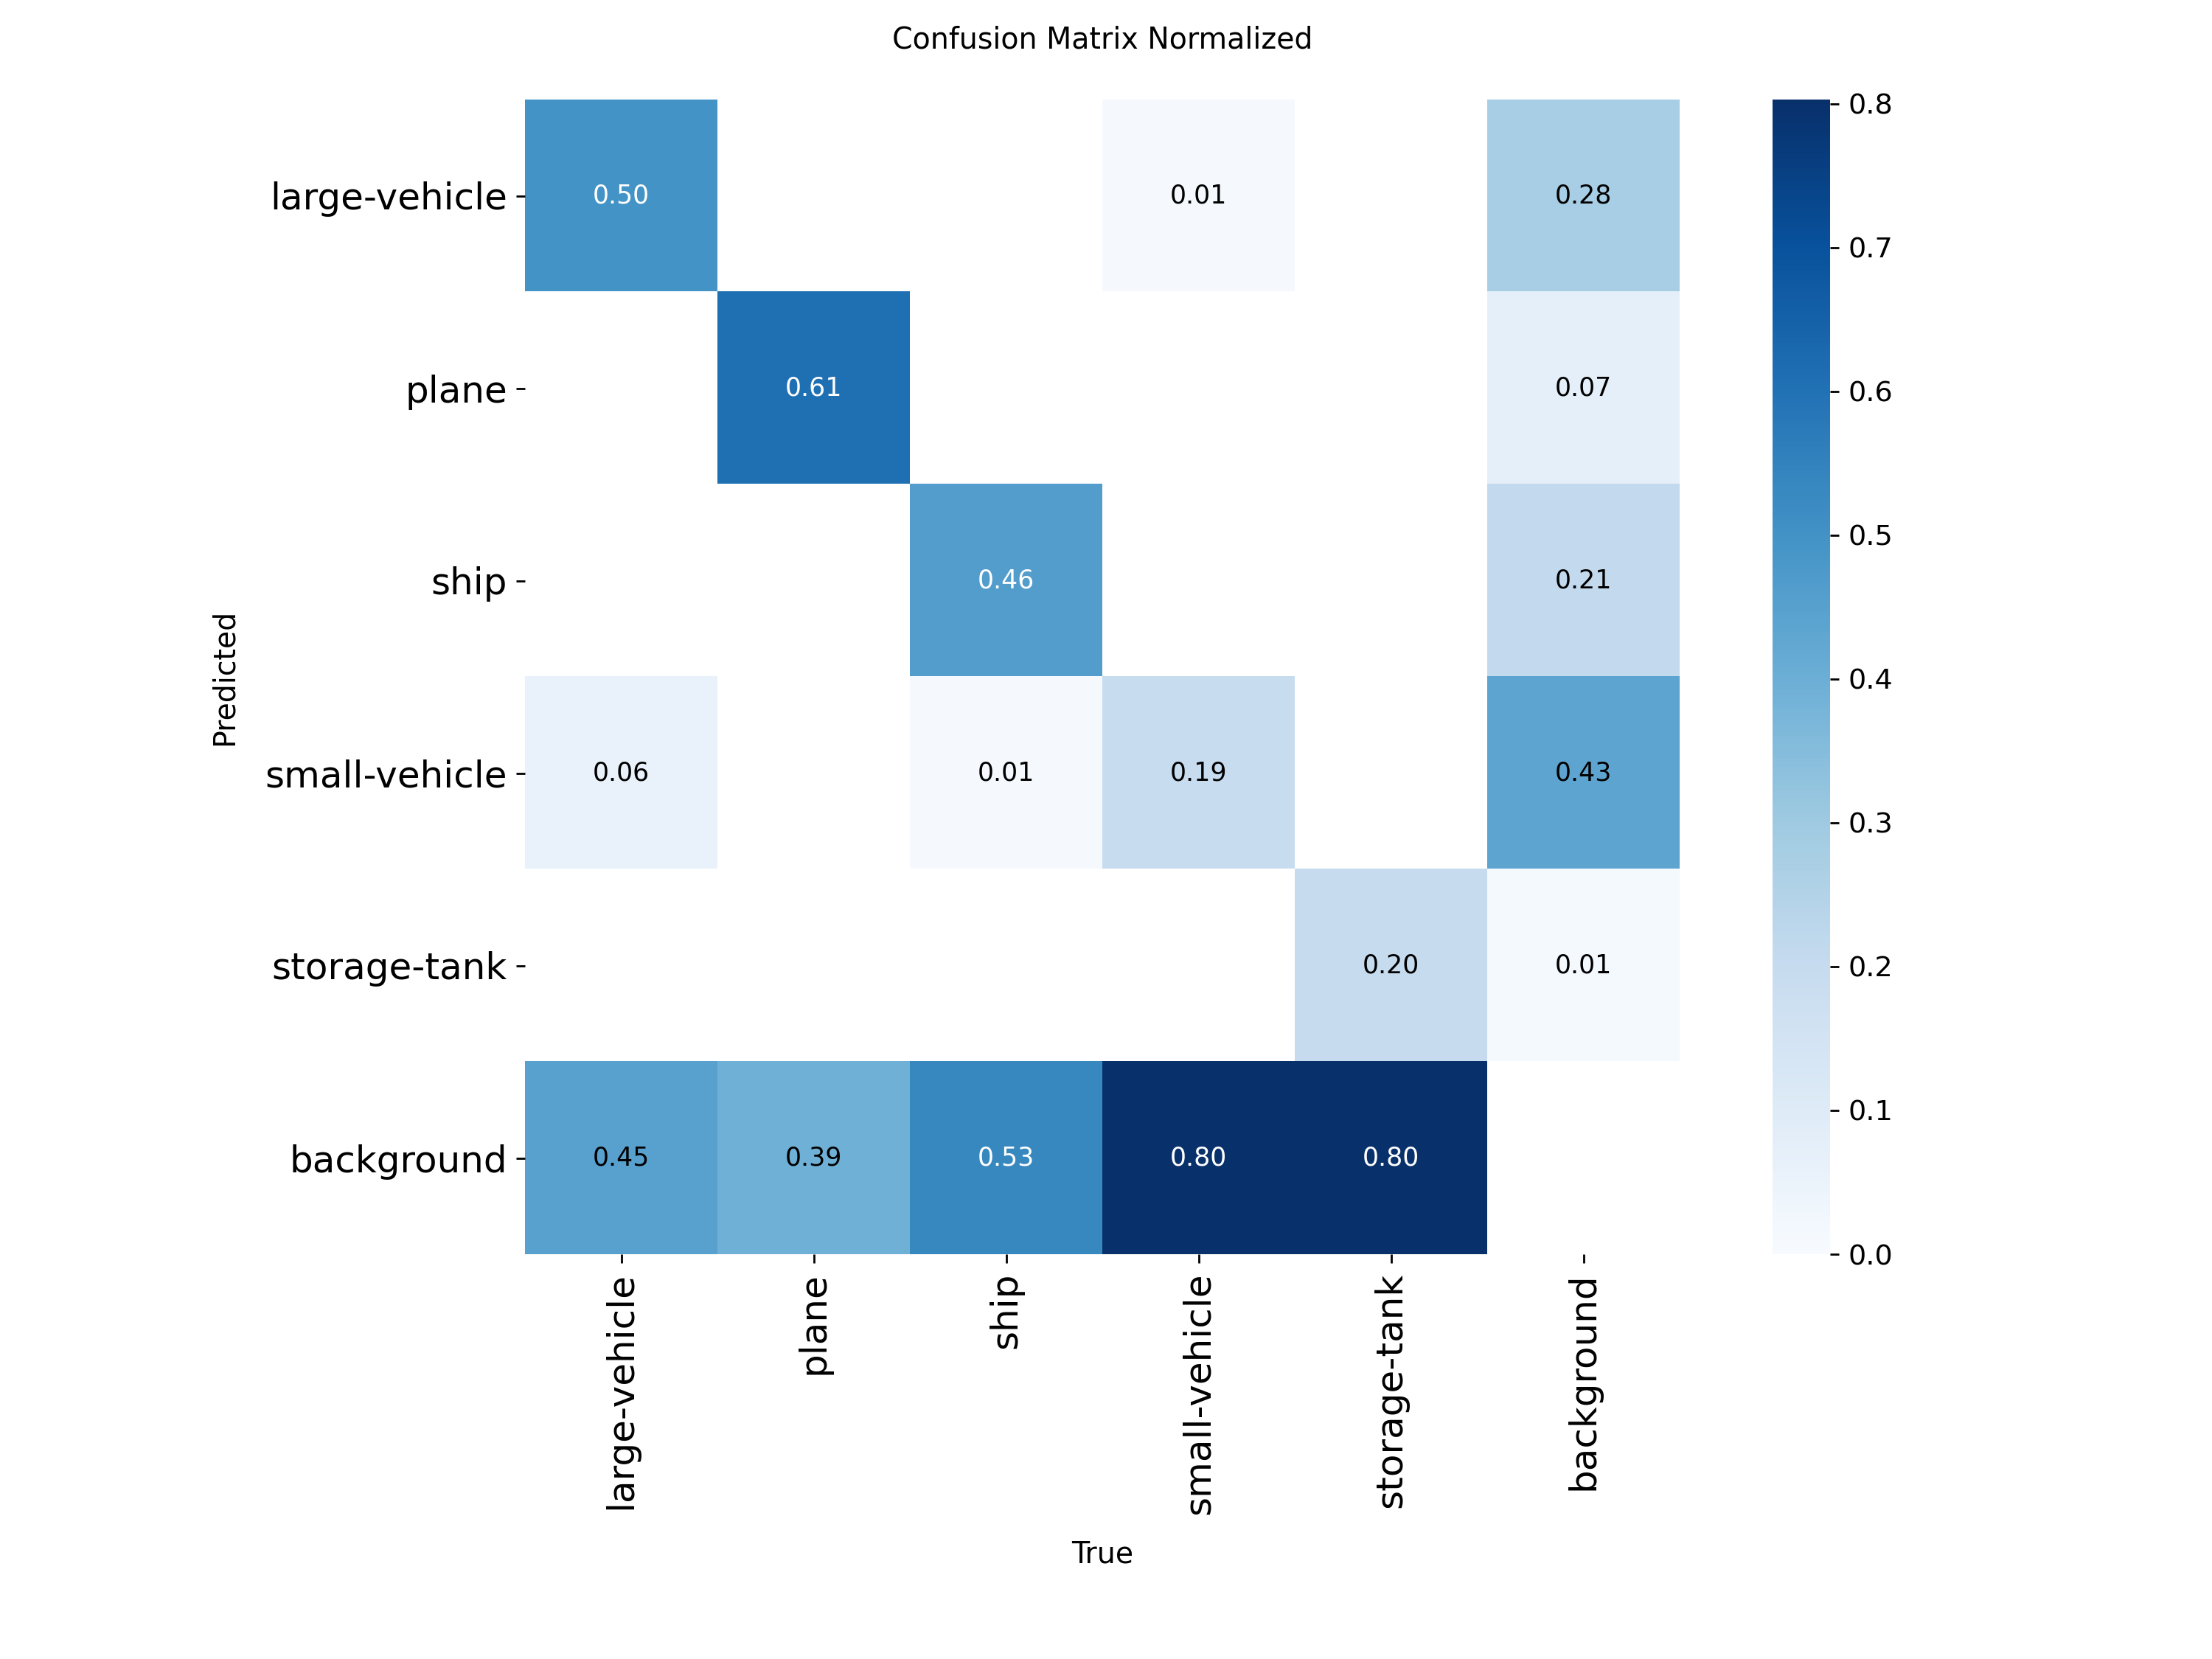 Confusion Matrix Normalized
large-vehicle 0.50 0.01 0.28
plane 0.61 0.07
ship 0.46 0.21
small-vehicle 0.06 0.01 0.19 0.43
storage-tank 0.20 0.01
background 0.45 0.39 0.53 0.80 0.80
Predicted
large-vehicle
plane
ship
small-vehicle
storage-tank
background
True
0.8
0.7
0.6
0.5
0.4
0.3
0.2
0.1
0.0